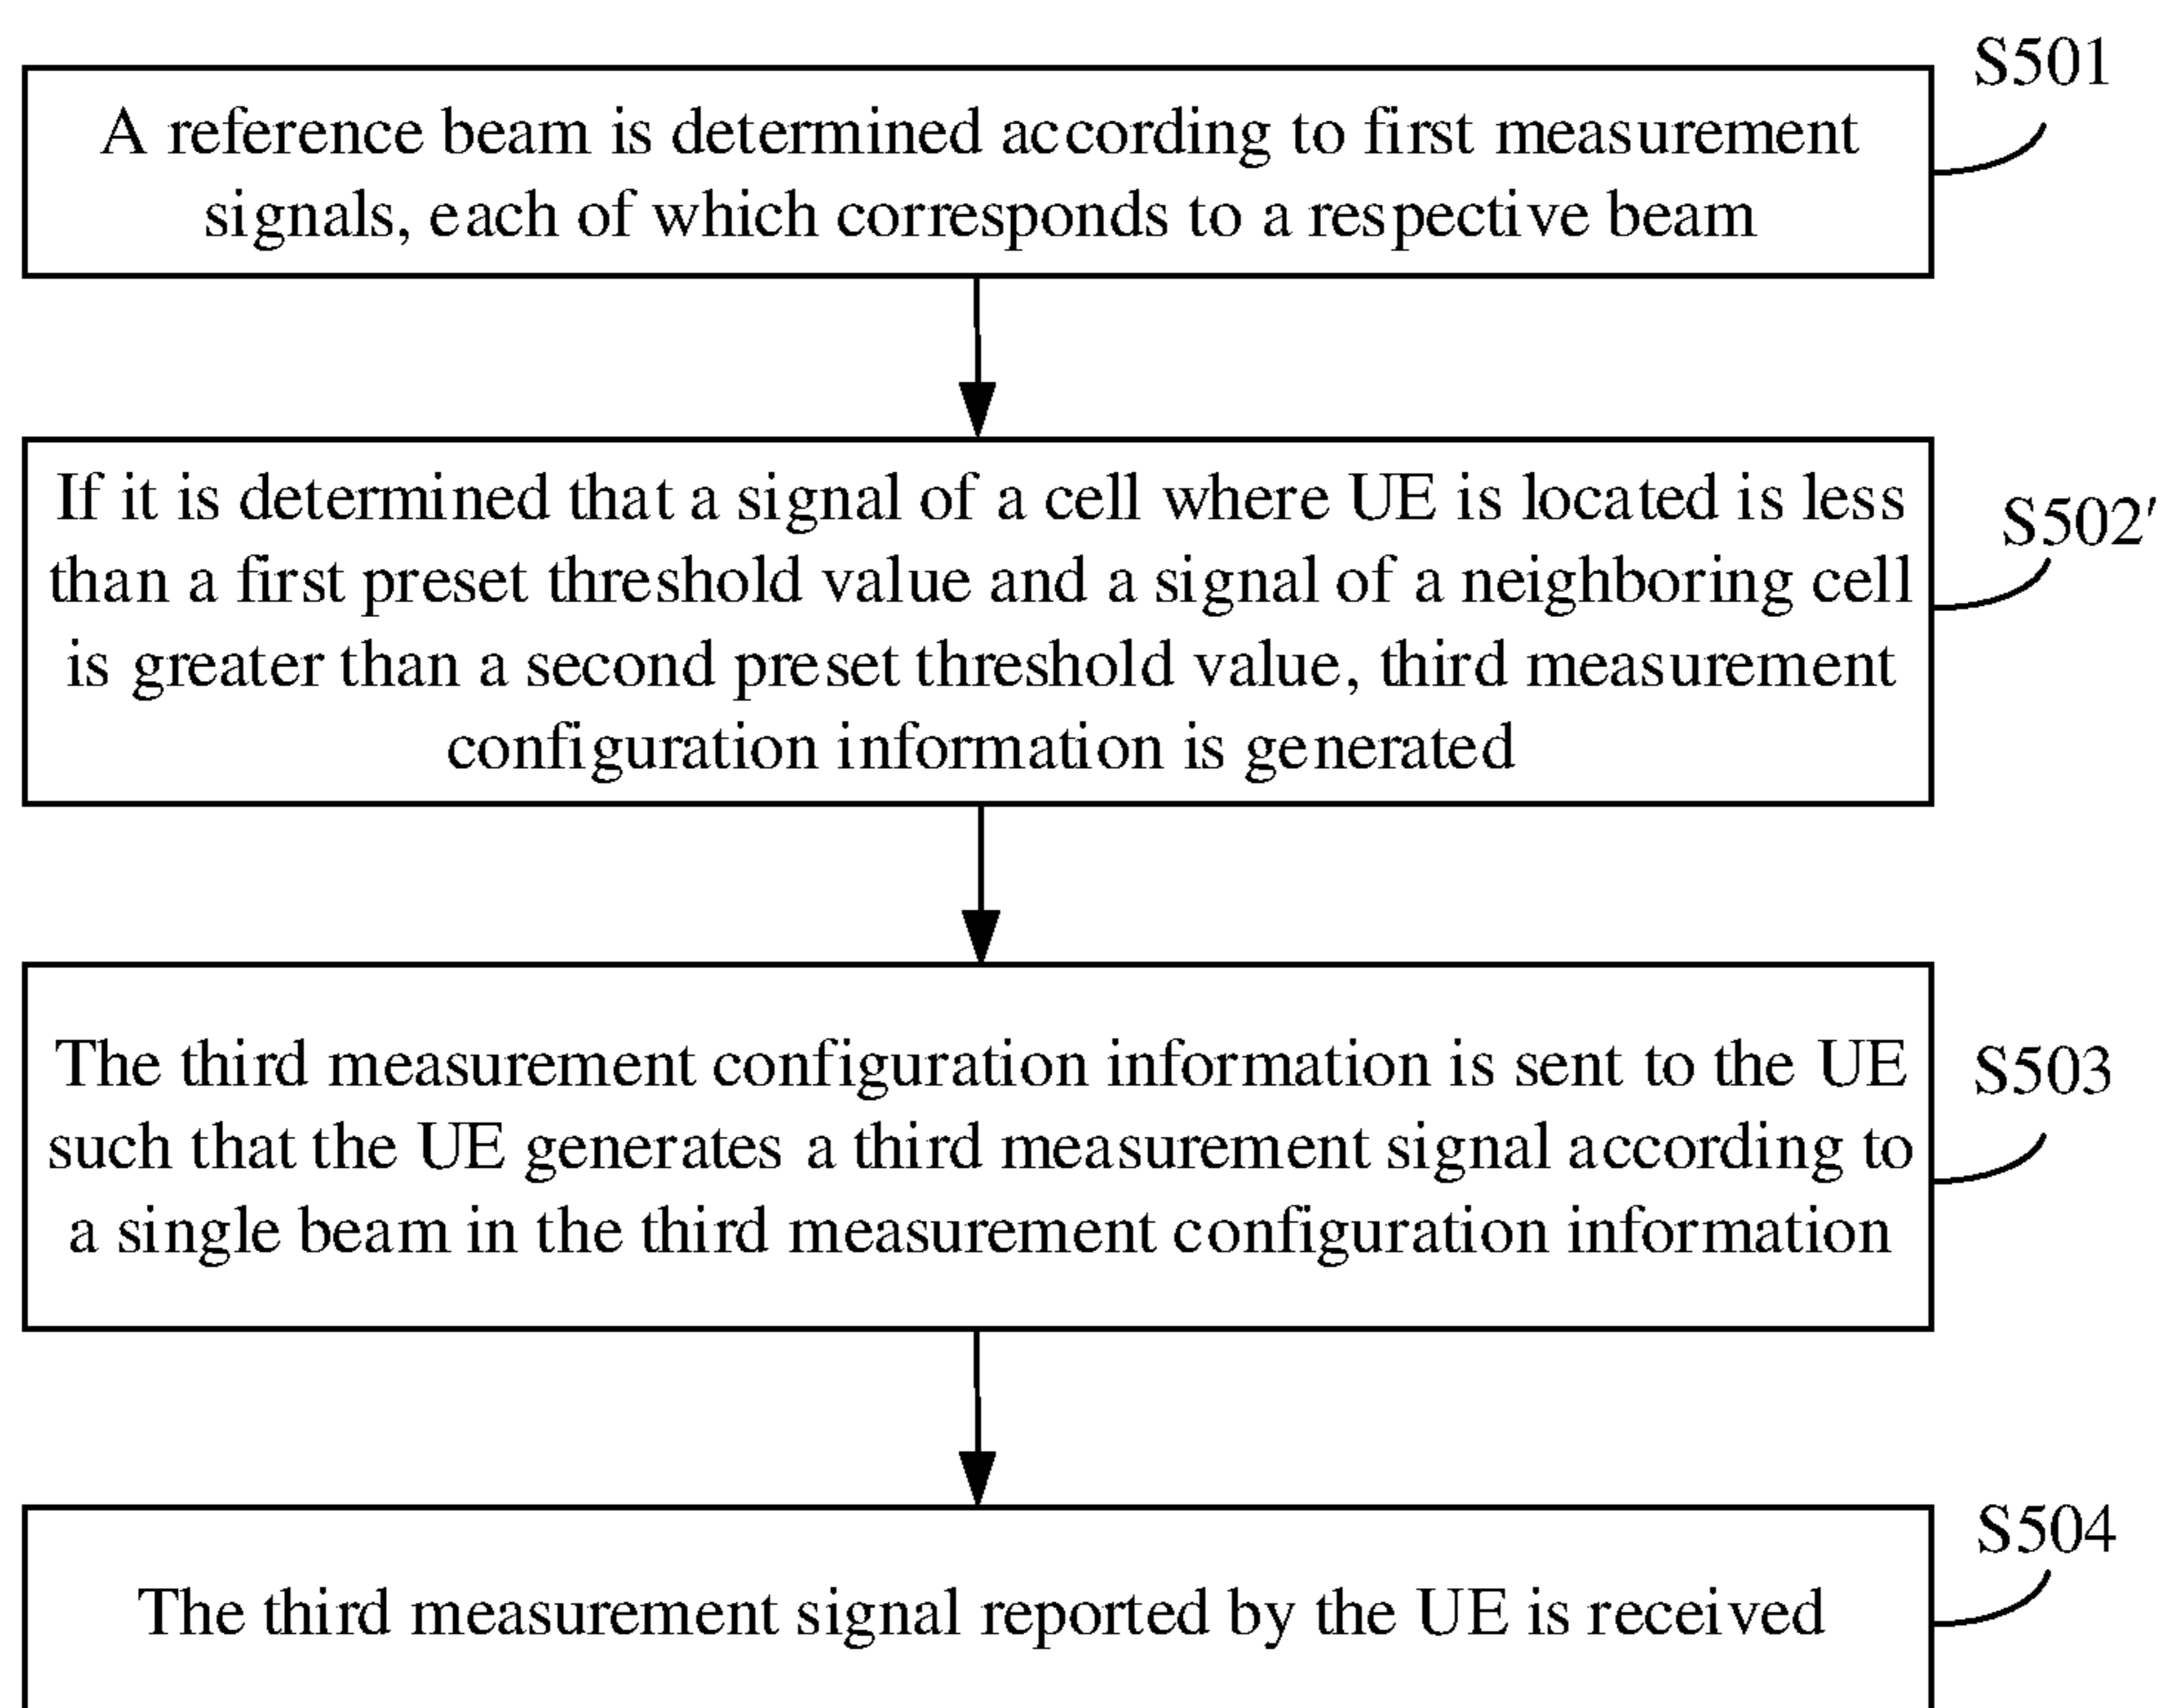 S501
A reference beam is determined according to first measurement
signals, each of which corresponds to a respective beam
If it is determined that a signal of a cell where UE is located is less
S502'
than a first preset threshold value and a signal of a neighboring cell
is greater than a second preset threshold value, third measurement
configuration information is generated
The third measurement configuration information is sent to the UE
S503
such that the UE generates a third measurement signal according to
a single beam in the third measurement configuration information
S504
The third measurement signal reported by the UE is received